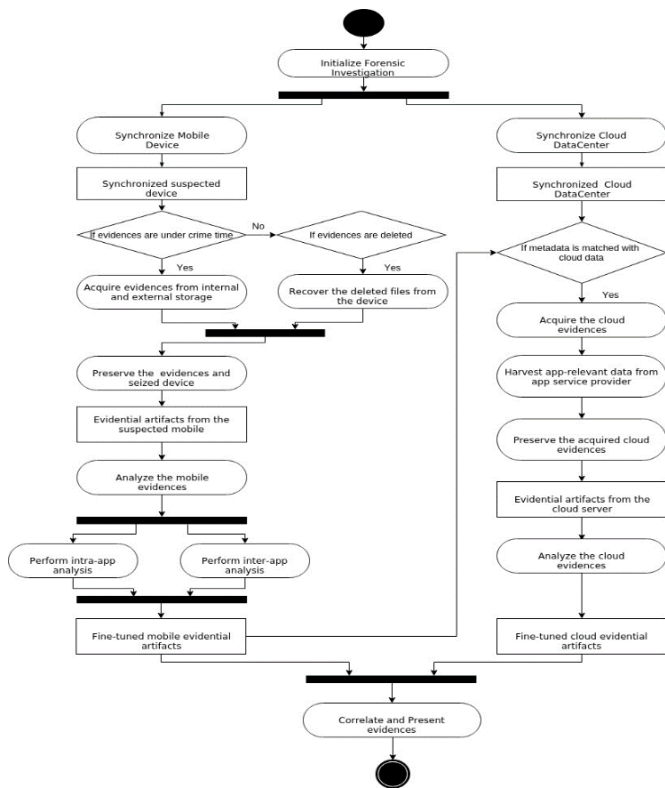 Initialize Forensic
Investigation
Synchronize Mobile
Device
Synchronized suspected
device
If evidences are under crime time
No
If evidences are deleted
Yes
Yes
Acquire evidences from internal
and external storage
Recover the deleted files from
the device
Preserve the evidences and
seized device
Evidential artifacts from the
suspected mobile
Analyze the mobile
evidences
Perform intra-app
analysis
Perform inter-app
analysis
Fine-tuned mobile evidential
artifacts
Synchronize Cloud
DataCenter
Synchronized Cloud
DataCenter
If metadata is matched with
cloud data
Yes
Acquire the cloud
evidences
Harvest app-relevant data from
app service provider
Preserve the acquired cloud
evidences
Evidential artifacts from the
cloud server
Analyze the cloud
evidences
Fine-tuned cloud evidential
artifacts
Correlate and Present
evidences